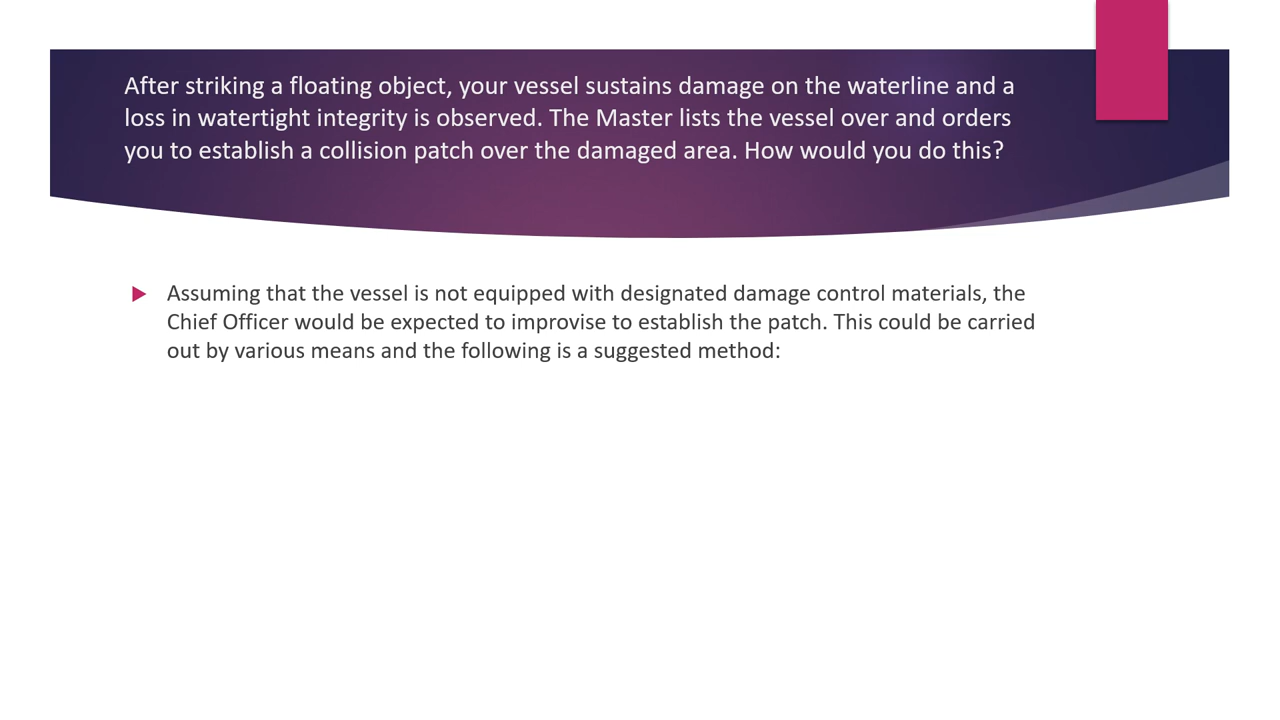 After striking a floating object, your vessel sustains damage on the waterline and a
loss in watertight integrity is observed. The Master lists the vessel over and orders
you to establish a collision patch over the damaged area. How would you do this?
Assuming that the vessel is not equipped with designated damage control materials, the
Chief Officer would be expected to improvise to establish the patch. This could be carried
out by various means and the following is a suggested method: